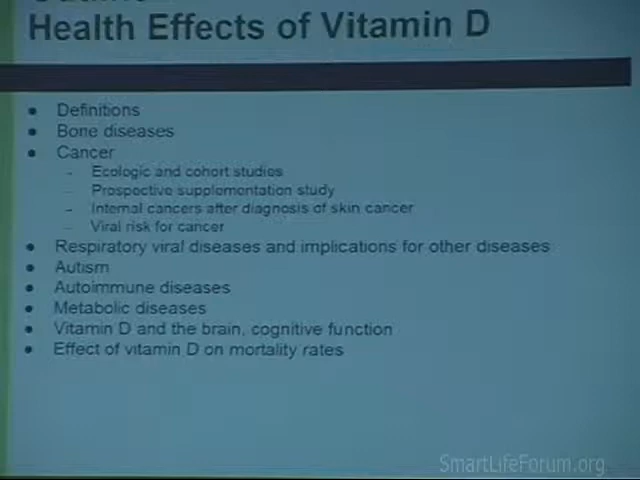 Health Effects of Vitamin D
• Definitions
• Bone diseases
• Cancer
- Ecologic and cohort studies
- Prospective supplementation study
- Internal cancers after diagnosis of skin cancer
- Viral risk for cancer
• Respiratory viral diseases and implications for other diseases
• Autism
• Autoimmune diseases
• Metabolic diseases
• Vitamin D and the brain, cognitive function
• Effect of vitamin D on mortality rates
SmartLifeForum.org